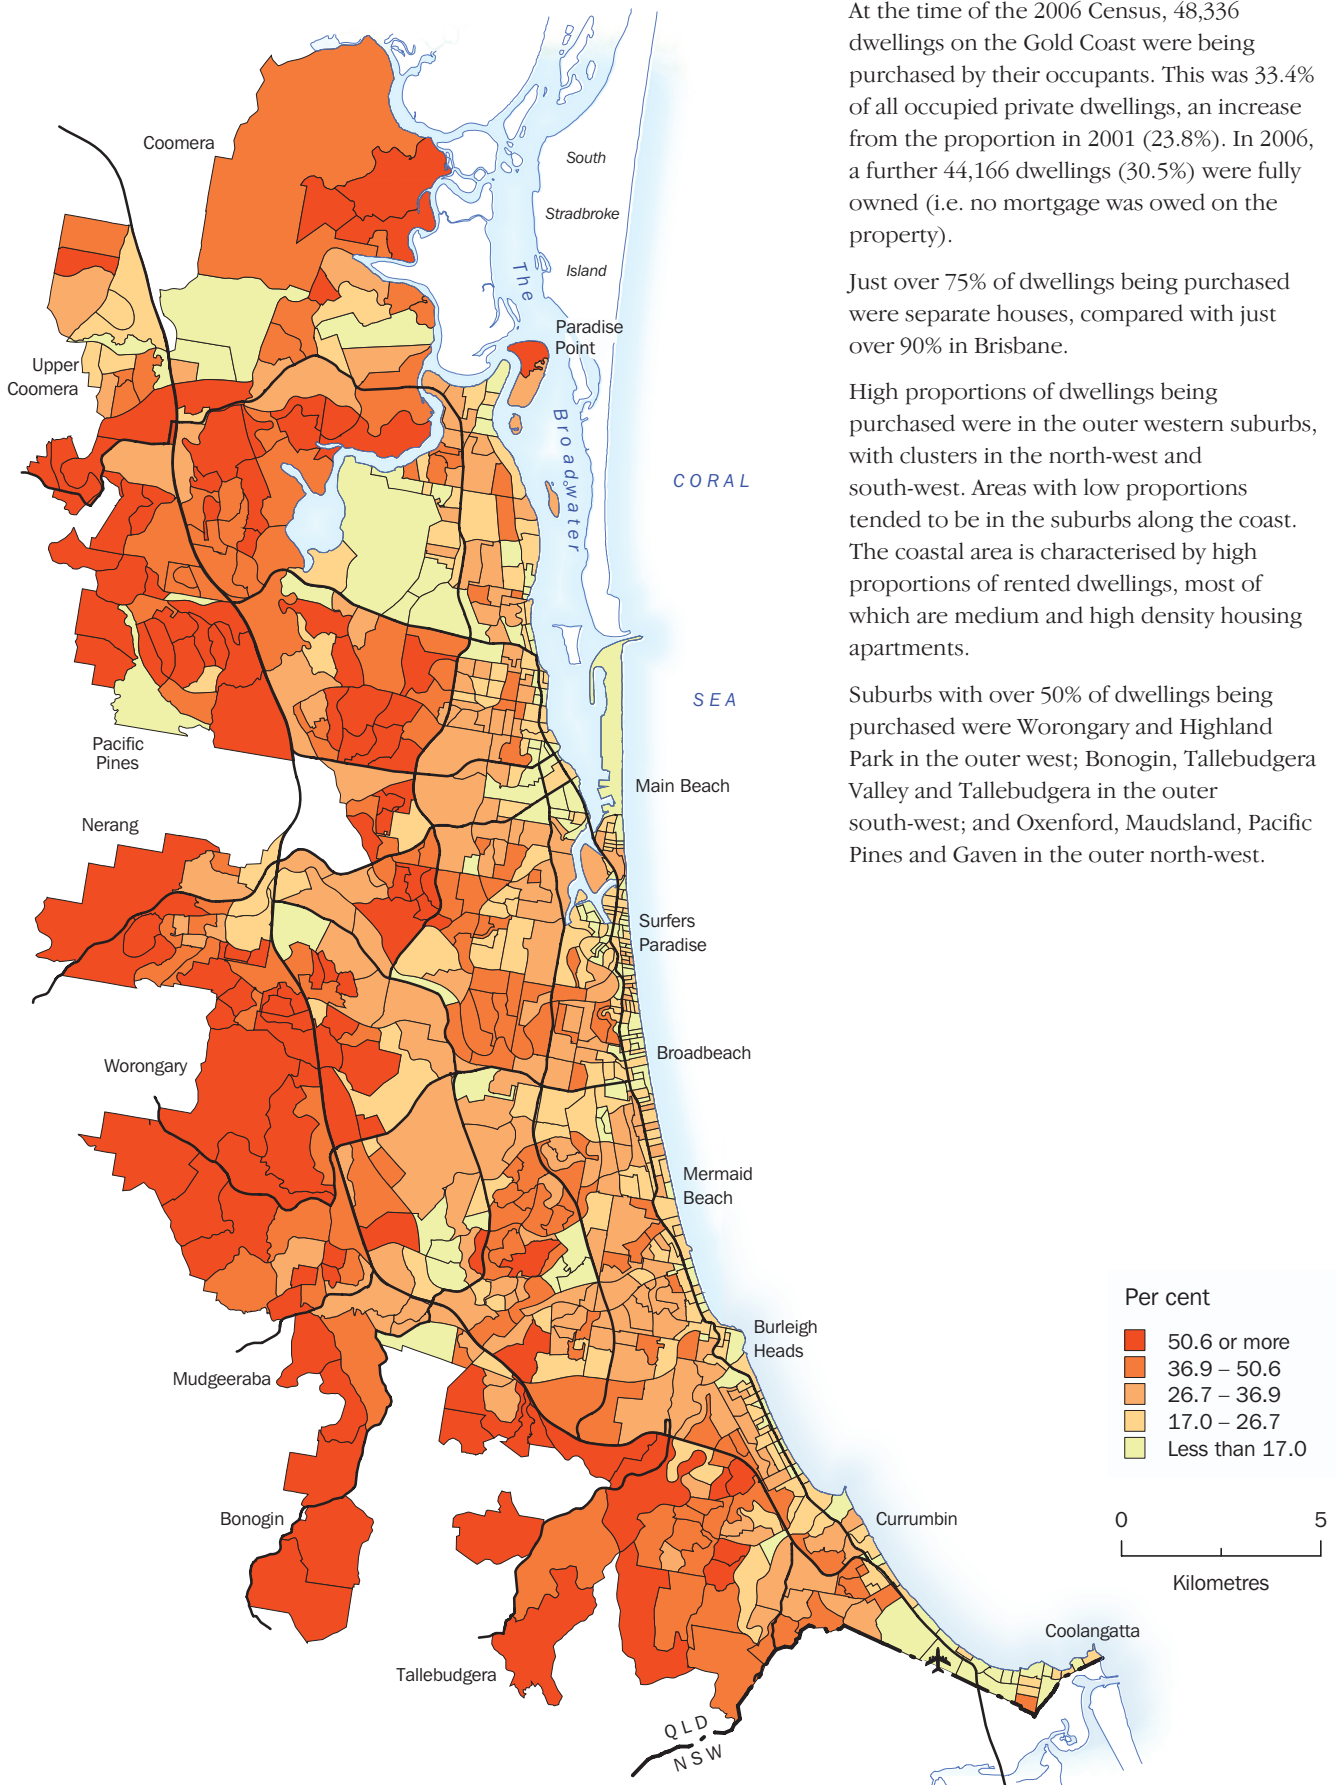 At the time of the 2006 Census, 48,336
dwellings on the Gold Coast were being
purchased by their occupants. This was 33.4%
of all occupied private dwellings, an increase
from the proportion in 2001 (23.8%). In 2006,
a further 44,166 dwellings (30.5%) were fully
owned (i.e. no mortgage was owed on the
property).
Just over 75% of dwellings being purchased
were separate houses, compared with just
over 90% in Brisbane.
High proportions of dwellings being
purchased were in the outer western suburbs,
with clusters in the north-west and
south-west. Areas with low proportions
tended to be in the suburbs along the coast.
The coastal area is characterised by high
proportions of rented dwellings, most of
which are medium and high density housing
apartments.
Suburbs with over 50% of dwellings being
purchased were Worongary and Highland
Park in the outer west; Bonogin, Tallebudgera
Valley and Tallebudgera in the outer
south-west; and Oxenford, Maudsland, Pacific
Pines and Gaven in the outer north-west.
Coomera
South
Stradbroke
Island
The
Broadwater
Paradise
Point
Upper
Coomera
CORAL
SEA
Pacific
Pines
Main Beach
Nerang
Surfers
Paradise
Broadbeach
Worongary
Mermaid
Beach
Burleigh
Heads
Mudgeeraba
Bonogin
Currumbin
Coolangatta
Tallebudgera
QLD
NSW
Per cent
50.6 or more
36.9 – 50.6
26.7 – 36.9
17.0 – 26.7
Less than 17.0
0 5
Kilometres